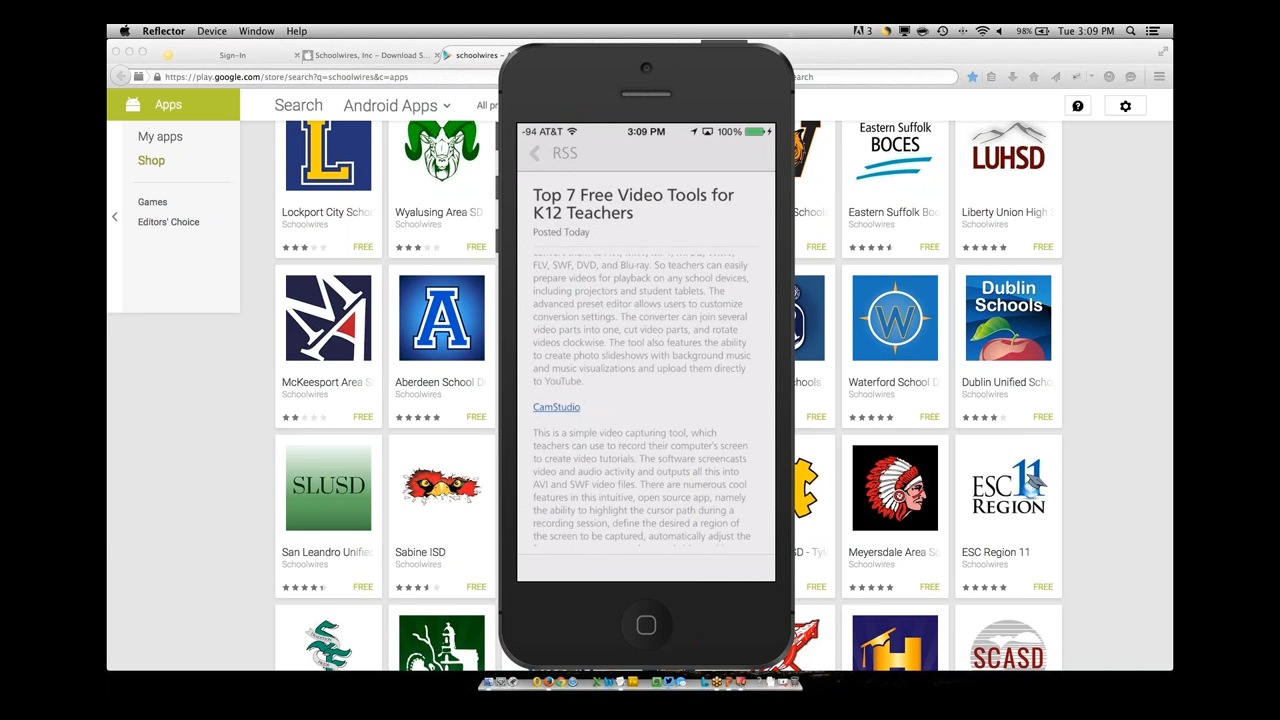 Reflector Device Window Help
3 98% Tue 3:09 PM
Sign-In
Schoolwires, Inc – Download S...
schoolwires –
https://play.google.com/store/search?q=schoolwires&c=apps
earch
Apps
Search
Android Apps
All pr
My apps
Shop
Games
Editors' Choice
L
Lockport City Schoo
Schoolwires
FREE
Wyalusing Area SD
Schoolwires
FREE
Eastern Suffolk
BOCES
Eastern Suffolk Boc
Schoolwires
FREE
LUHSD
Liberty Union High S
Schoolwires
FREE
MA
McKeesport Area S
Schoolwires
FREE
A
Aberdeen School Di
Schoolwires
FREE
W
Waterford School D
Schoolwires
FREE
Dublin
Schools
Dublin Unified Scho
Schoolwires
FREE
SLUSD
San Leandro Unified
Schoolwires
FREE
Sabine ISD
Schoolwires
FREE
SD - Tyl
FREE
Meyersdale Area Sc
Schoolwires
FREE
ESC 11
REGION
ESC Region 11
Schoolwires
FREE
H
SCASD
-94 AT&T 3:09 PM 100%
RSS
Top 7 Free Video Tools for
K12 Teachers
Posted Today
FLV, SWF, DVD, and Blu-ray. So teachers can easily
prepare videos for playback on any school devices,
including projectors and student tablets. The
advanced preset editor allows users to customize
conversion settings. The converter can join several
video parts into one, cut video parts, and rotate
videos clockwise. The tool also features the ability
to create photo slideshows with background music
and music visualizations and upload them directly
to YouTube.
CamStudio
This is a simple video capturing tool, which
teachers can use to record their computer's screen
to create video tutorials. The software screencasts
video and audio activity and outputs all this into
AVI and SWF video files. There are numerous cool
features in this intuitive, open source app, namely
the ability to highlight the cursor path during a
recording session, define the desired a region of
the screen to be captured, automatically adjust the